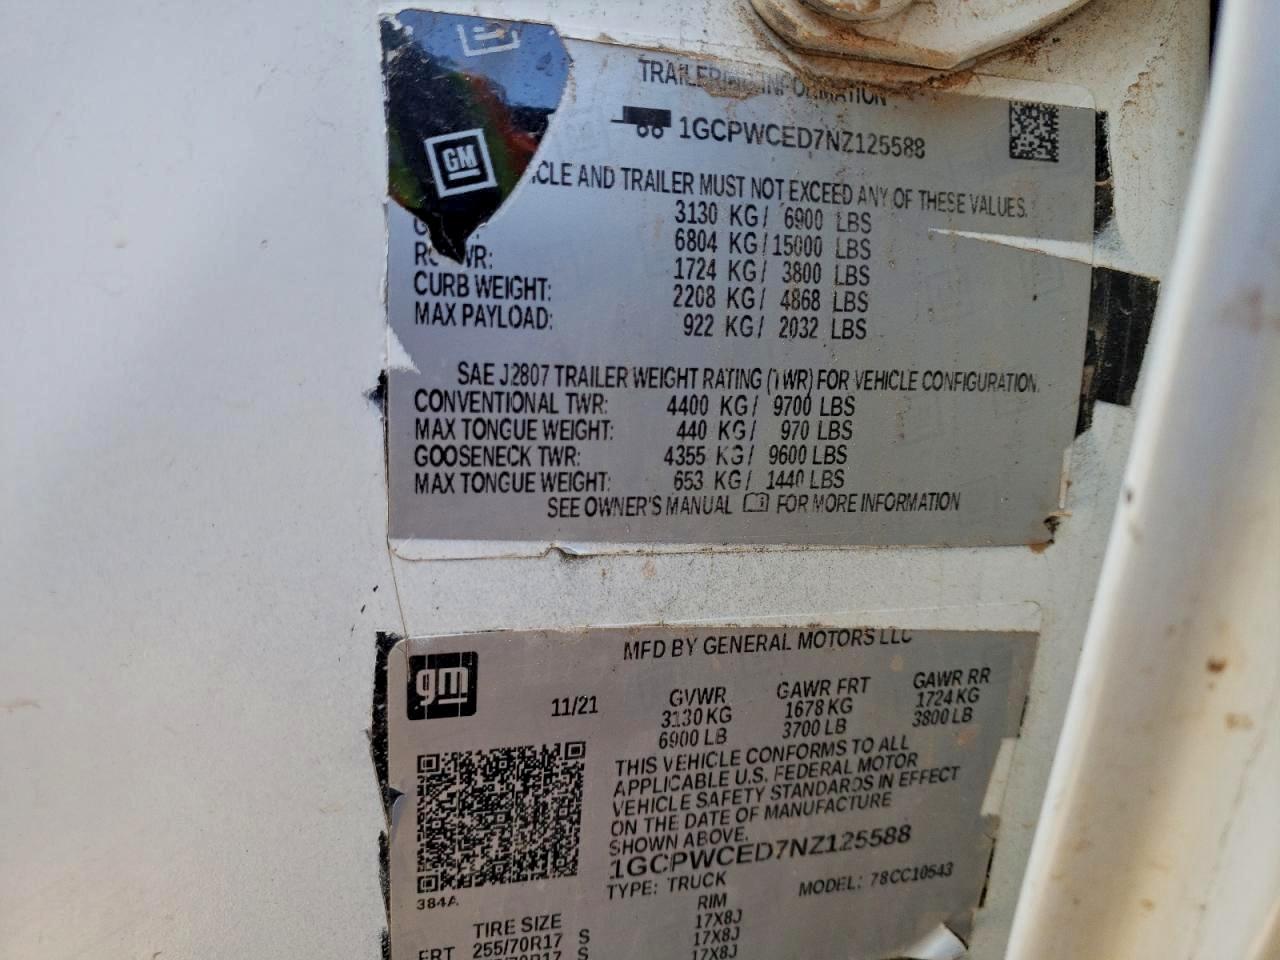 GM
TRAILERING INFORMATION
1GCPWCED7NZ125588
ICLE AND TRAILER MUST NOT EXCEED ANY OF THESE VALUES.
3130 KG/ 6900 LBS
6804 KG/15000 LBS
WR: 1724 KG/ 3800 LBS
CURB WEIGHT: 2208 KG/ 4868 LBS
MAX PAYLOAD: 922 KG/ 2032 LBS
SAE J2807 TRAILER WEIGHT RATING (TWR) FOR VEHICLE CONFIGURATION.
CONVENTIONAL TWR: 4400 KG/ 9700 LBS
MAX TONGUE WEIGHT: 440 KG/ 970 LBS
GOOSENECK TWR: 4355 KG/ 9600 LBS
MAX TONGUE WEIGHT: 653 KG/ 1440 LBS
SEE OWNER'S MANUAL FOR MORE INFORMATION
MFD BY GENERAL MOTORS LLC
gm
11/21 GVWR GAWR FRT GAWR RR
3130 KG 1678 KG 1724 KG
6900 LB 3700 LB 3800 LB
THIS VEHICLE CONFORMS TO ALL
APPLICABLE U.S. FEDERAL MOTOR
VEHICLE SAFETY STANDARDS IN EFFECT
ON THE DATE OF MANUFACTURE
SHOWN ABOVE.
1GCPWCED7NZ125588
TYPE: TRUCK MODEL: 78CC10543
384A
TIRE SIZE RIM
FRT 255/70R17 S 17X8J
17X8J
S 17X8J